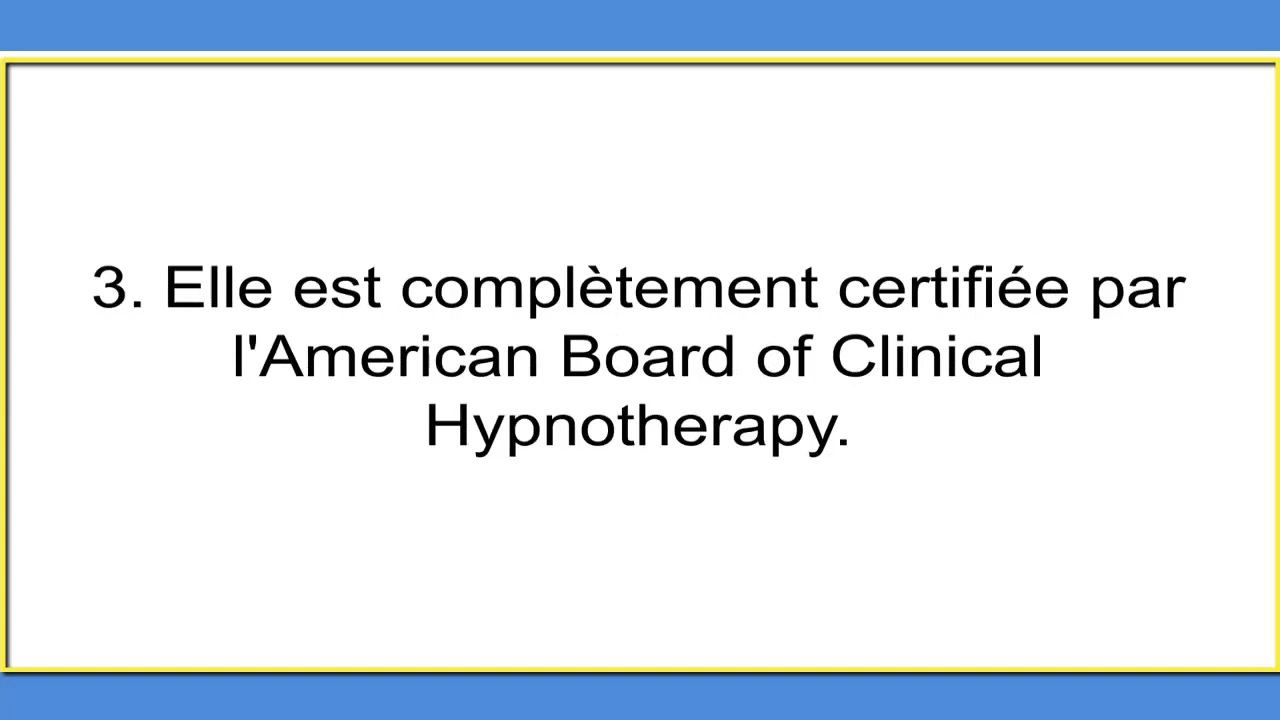 3. Elle est complètement certifiée par
l'American Board of Clinical
Hypnotherapy.